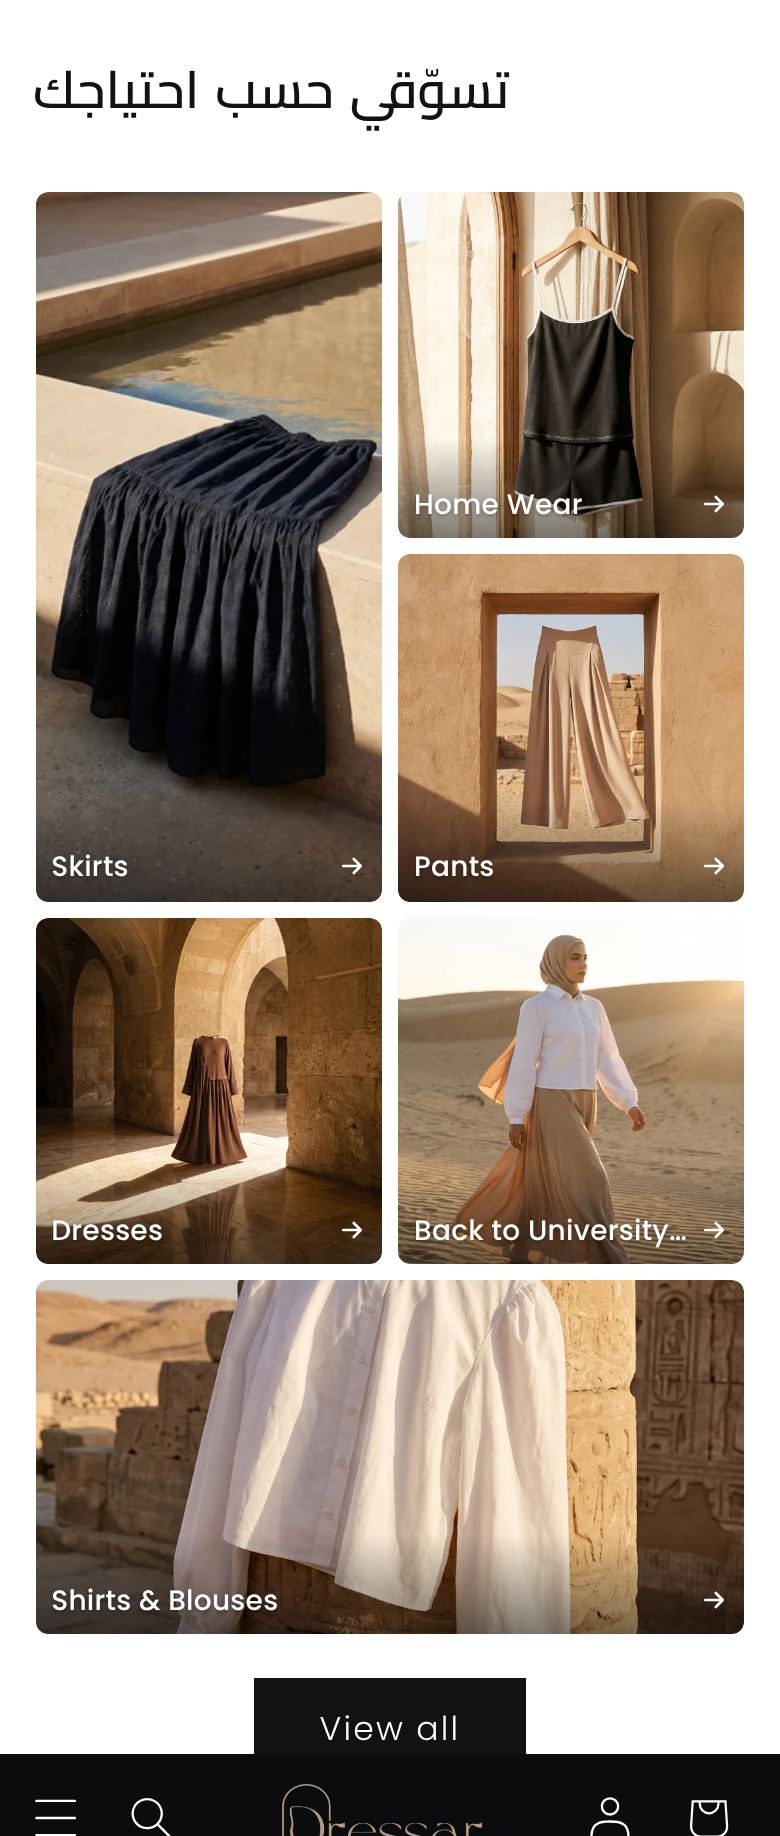 تسوّقي حسب احتياجك
Home Wear
Skirts
Pants
Dresses
Back to University...
Shirts & Blouses
View all
Dressar